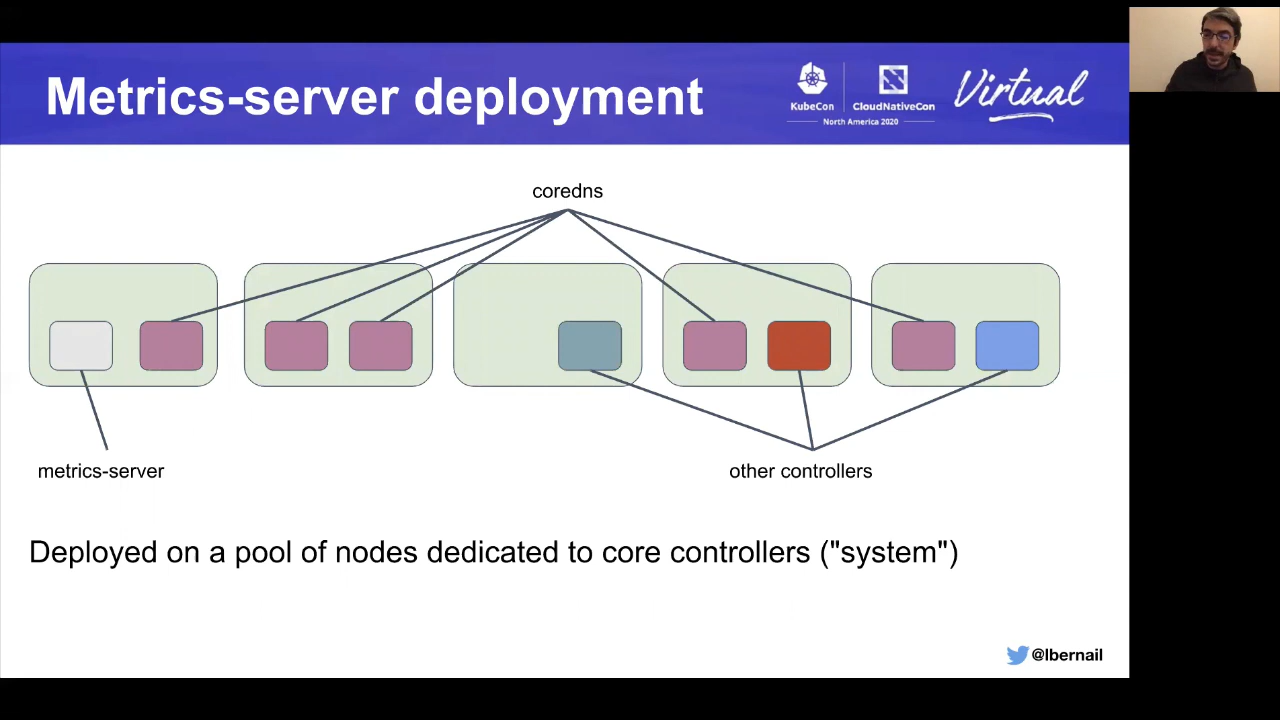 Metrics-server deployment
KubeCon
CloudNativeCon
North America 2020
Virtual
coredns
metrics-server
other controllers
Deployed on a pool of nodes dedicated to core controllers ("system")
@lbernail